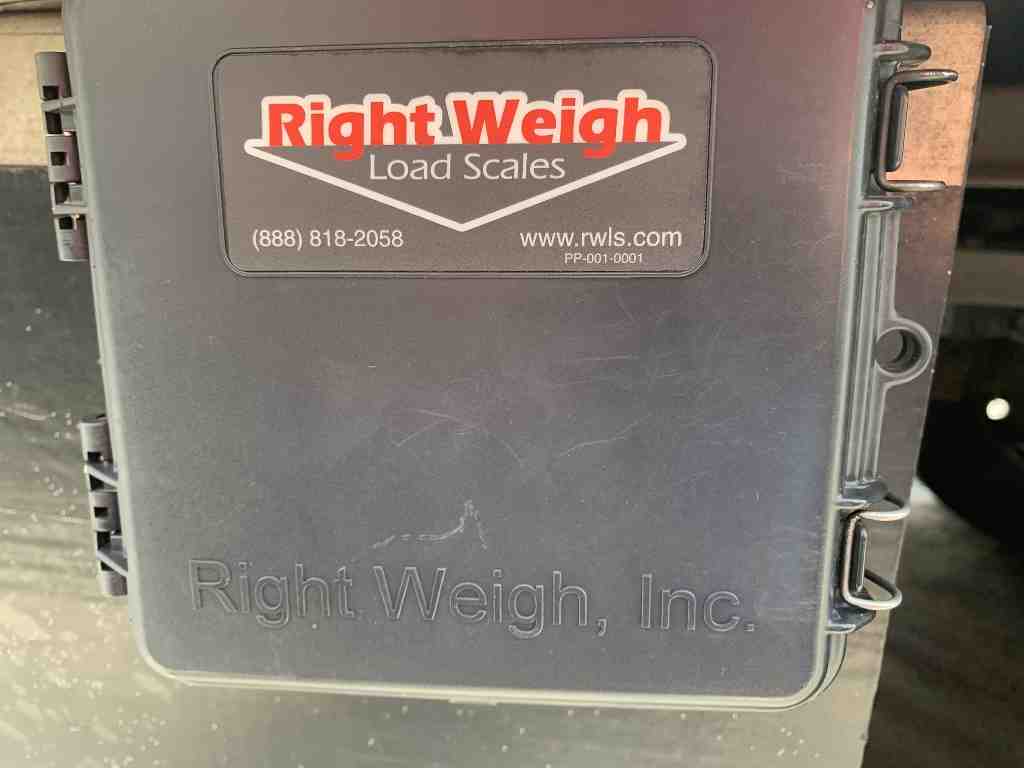 Right Weigh
Load Scales
(888) 818-2058
www.rwls.com
PP-001-0001
Right Weigh, Inc.